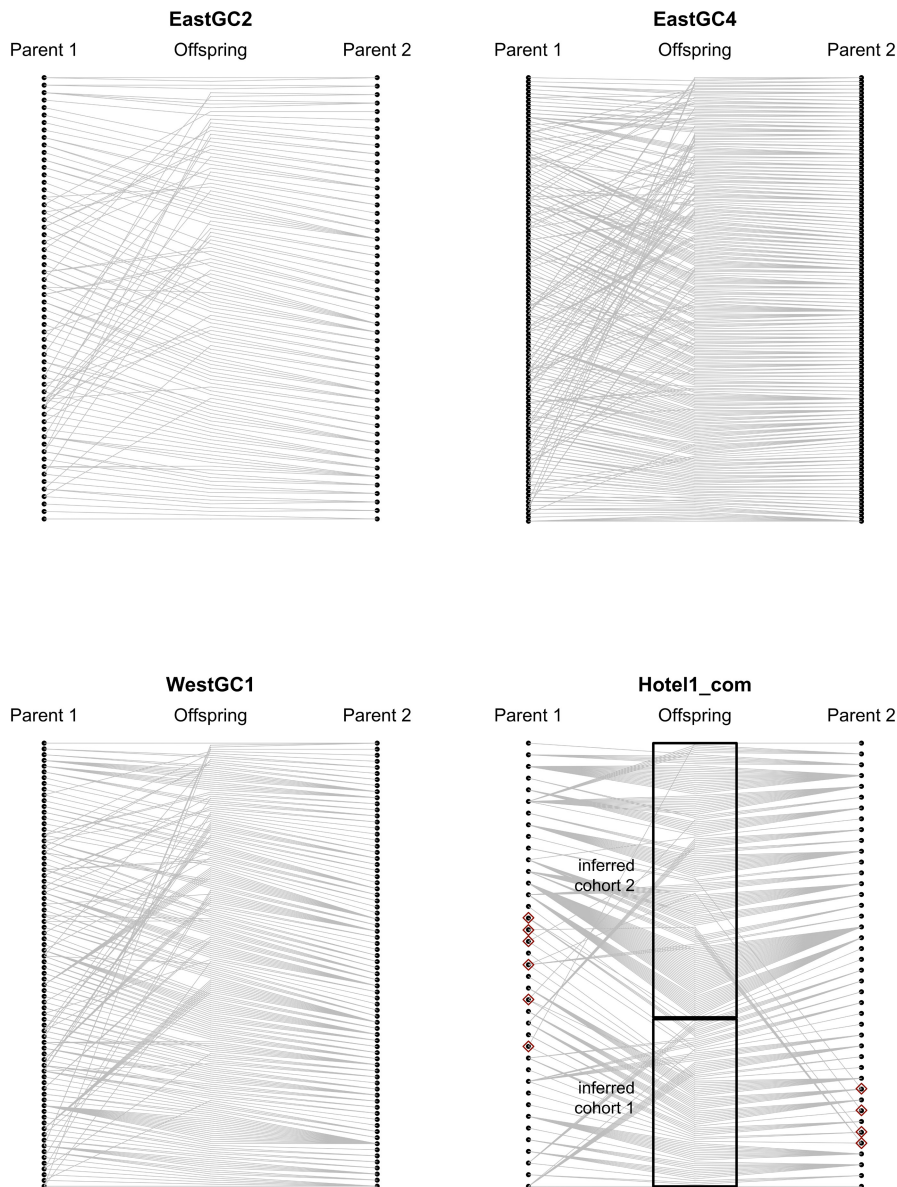 EastGC2
Parent 1 Offspring Parent 2
EastGC4
Parent 1 Offspring Parent 2
WestGC1
Parent 1 Offspring Parent 2
Hotel1_com
Parent 1 Offspring Parent 2
inferred
cohort 2
inferred
cohort 1